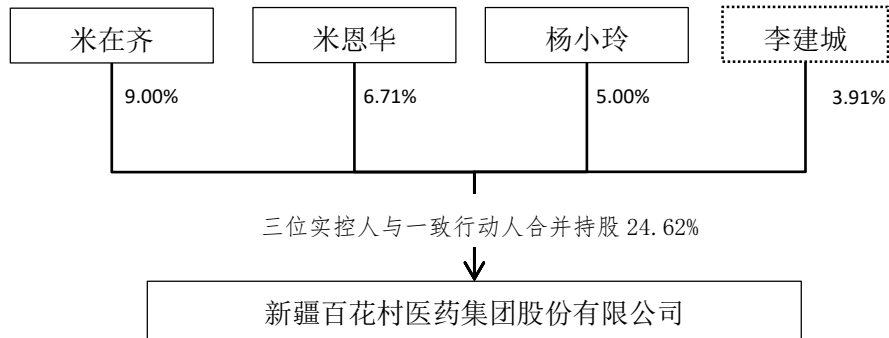 米在齐 米恩华 杨小玲 李建城
9.00% 6.71% 5.00% 3.91%
三位实控人与一致行动人合并持股 24.62%
新疆百花村医药集团股份有限公司